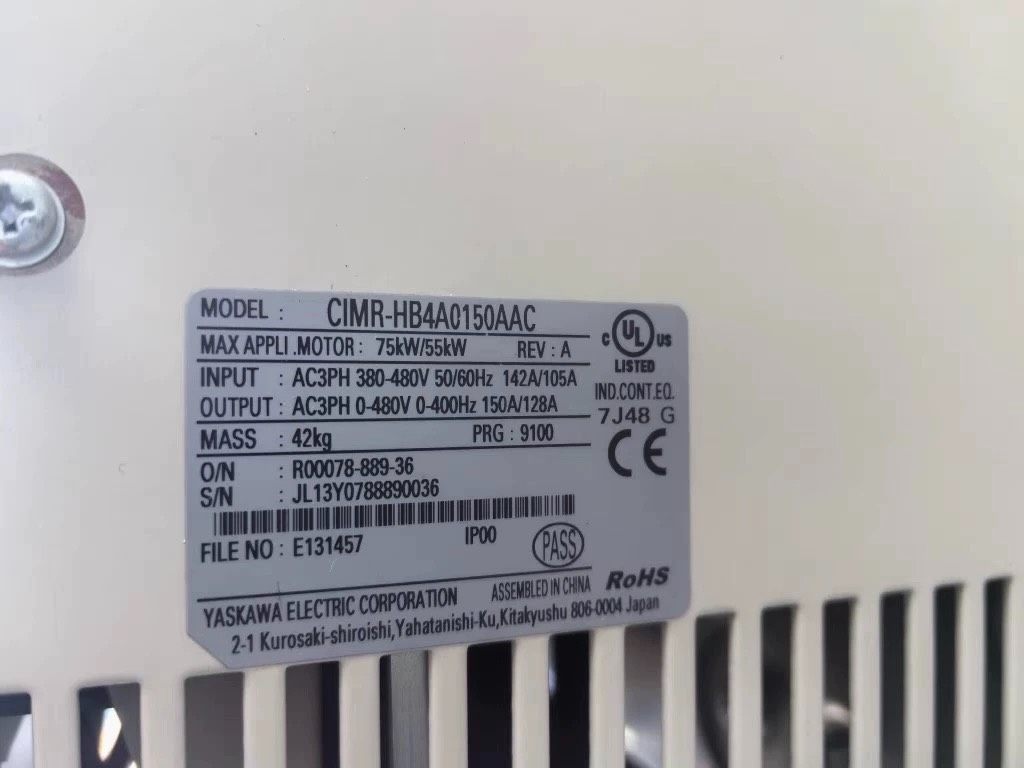 MODEL : CIMR-HB4A0150AAC
MAX APPLI .MOTOR : 75kW/55kW REV : A
INPUT : AC3PH 380-480V 50/60Hz 142A/105A
OUTPUT : AC3PH 0-480V 0-400Hz 150A/128A
MASS : 42kg PRG : 9100
O/N : R00078-889-36
S/N : JL13Y0788890036
FILE NO : E131457 IP00 PASS
C UL US
LISTED
IND.CONT.EQ.
7J48 G
CE
YASKAWA ELECTRIC CORPORATION ASSEMBLED IN CHINA RoHS
2-1 Kurosaki-shiroishi,Yahatanishi-Ku,Kitakyushu 806-0004 Japan